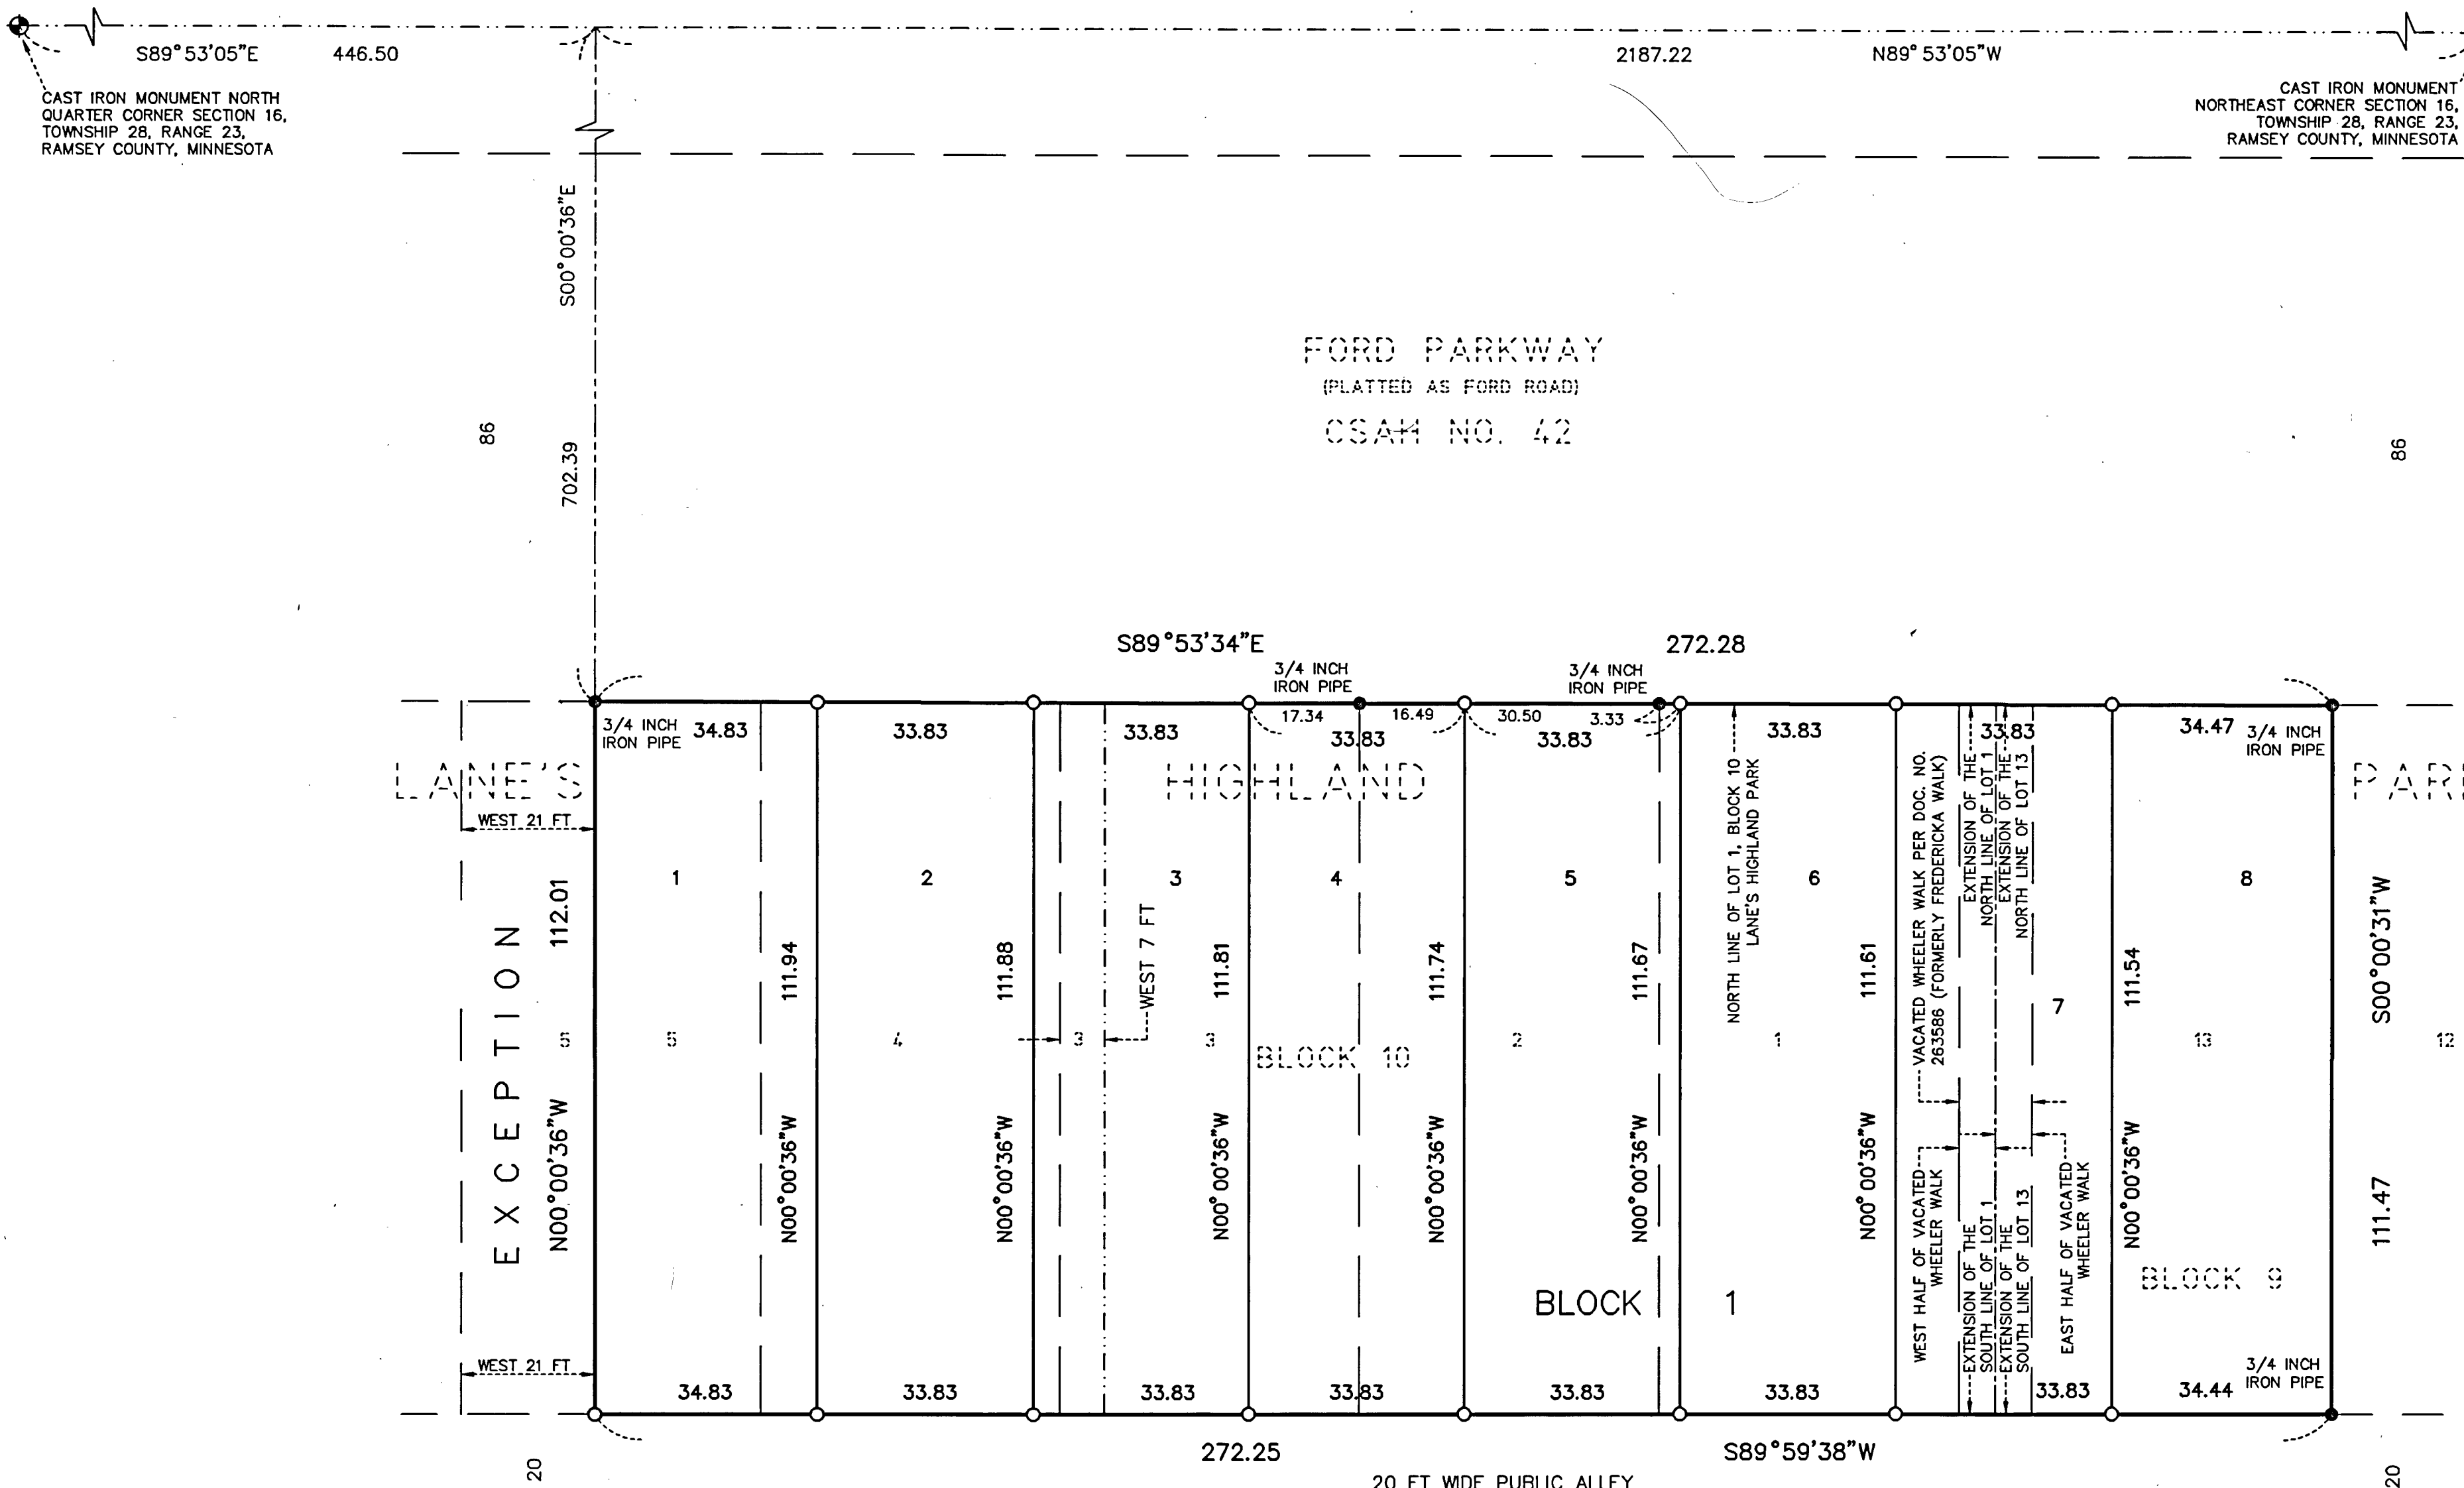 S89°53'05"E 446.50
2187.22 N89°53'05"W
CAST IRON MONUMENT NORTH
QUARTER CORNER SECTION 16,
TOWNSHIP 28, RANGE 23,
RAMSEY COUNTY, MINNESOTA
CAST IRON MONUMENT
NORTHEAST CORNER SECTION 16,
TOWNSHIP 28, RANGE 23,
RAMSEY COUNTY, MINNESOTA
S00°00'36"E
702.39
86
86
FORD PARKWAY
(PLATTED AS FORD ROAD)
CSAH NO. 42
S89°53'34"E 272.28
3/4 INCH
IRON PIPE
3/4 INCH
IRON PIPE
3/4 INCH
IRON PIPE
34.83
33.83
33.83
17.34
16.49
33.83
30.50
3.33
33.83
33.83
33.83
34.47
3/4 INCH
IRON PIPE
LANE'S HIGHLAND
WEST 21 FT
EXCEPTION
112.01
N00°00'36"W
1
2
3
4
5
6
7
8
111.94
N00°00'36"W
111.88
N00°00'36"W
111.81
N00°00'36"W
111.74
N00°00'36"W
111.67
N00°00'36"W
111.61
N00°00'36"W
111.54
N00°00'36"W
S00°00'31"W
111.47
WEST 7 FT
NORTH LINE OF LOT 1, BLOCK 10
LANE'S HIGHLAND PARK
VACATED WHEELER WALK PER DOC. NO.
263586 (FORMERLY FREDERICKA WALK)
EXTENSION OF THE
NORTH LINE OF LOT 1
EXTENSION OF THE
NORTH LINE OF LOT 13
5
5
4
3
3
BLOCK 10
2
1
13
12
WEST HALF OF VACATED
WHEELER WALK
EXTENSION OF THE
SOUTH LINE OF LOT 1
EXTENSION OF THE
SOUTH LINE OF LOT 13
EAST HALF OF VACATED
WHEELER WALK
BLOCK 9
BLOCK 1
WEST 21 FT
34.83
33.83
33.83
33.83
33.83
33.83
33.83
34.44
3/4 INCH
IRON PIPE
272.25 S89°59'38"W
20
20 FT WIDE PUBLIC ALLEY
20